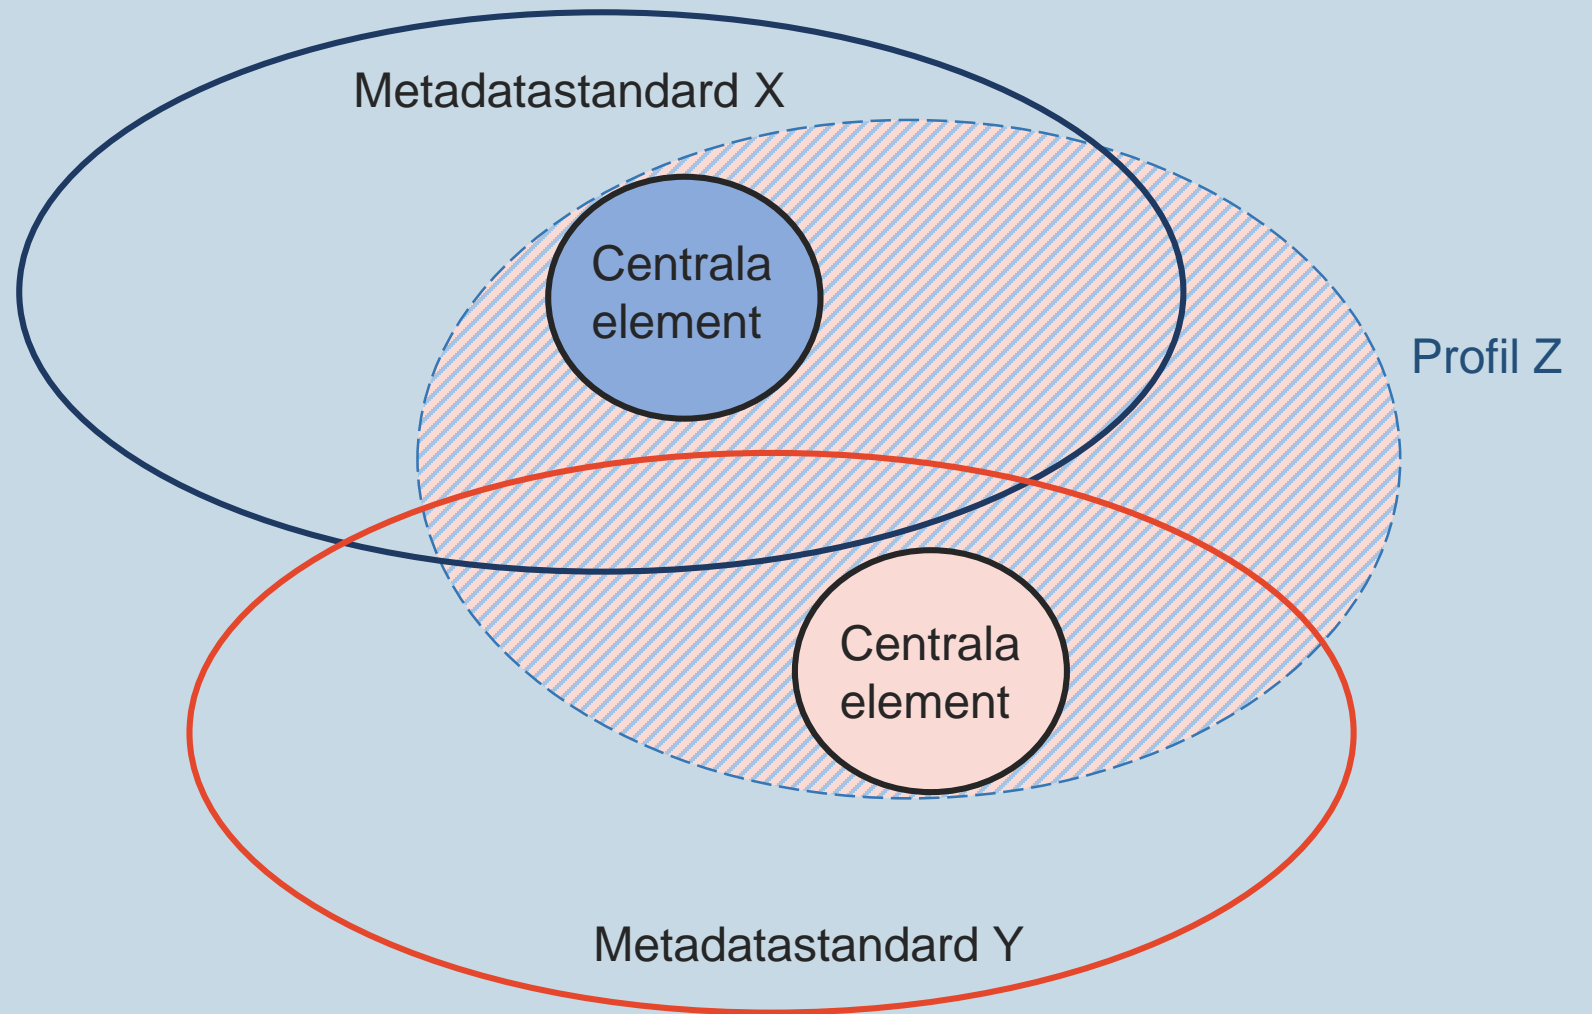 Metadatastandard X
Centrala
element
Profil Z
Centrala
element
Metadatastandard Y